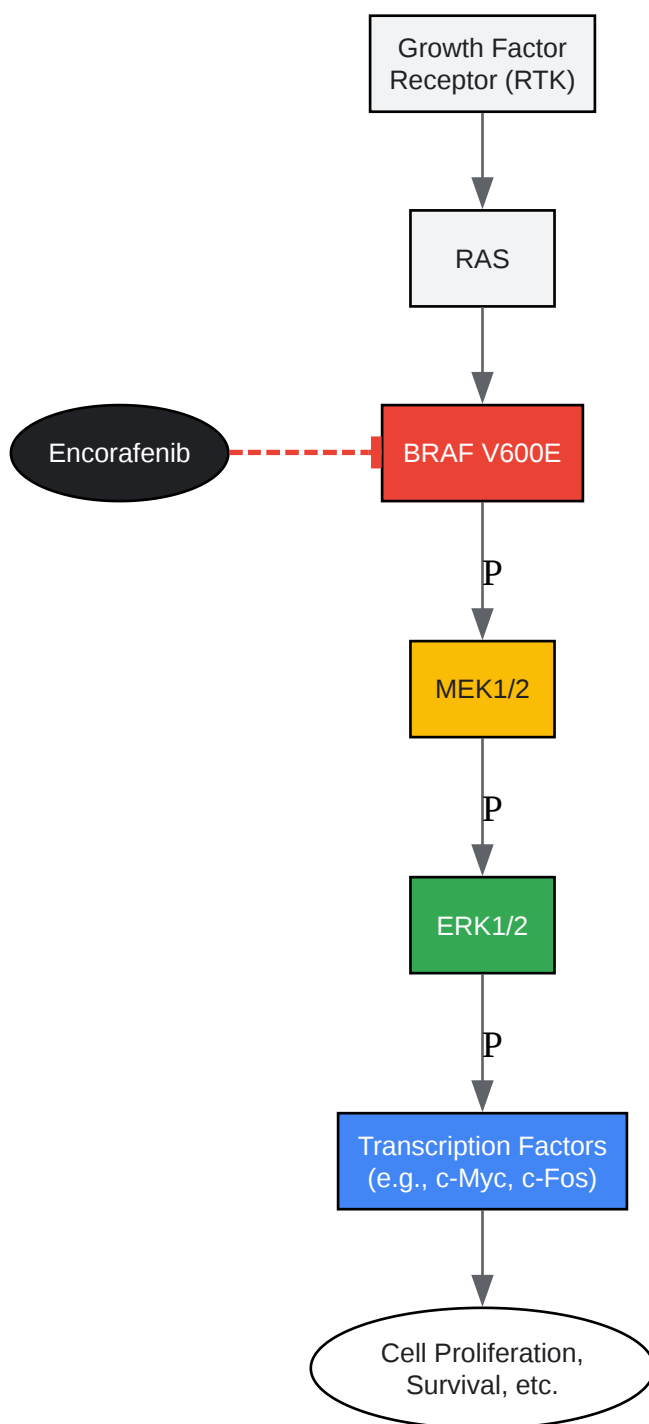 Growth Factor
Receptor (RTK)
RAS
Encorafenib
BRAF V600E
P
MEK1/2
P
ERK1/2
P
Transcription Factors
(e.g., c-Myc, c-Fos)
Cell Proliferation,
Survival, etc.